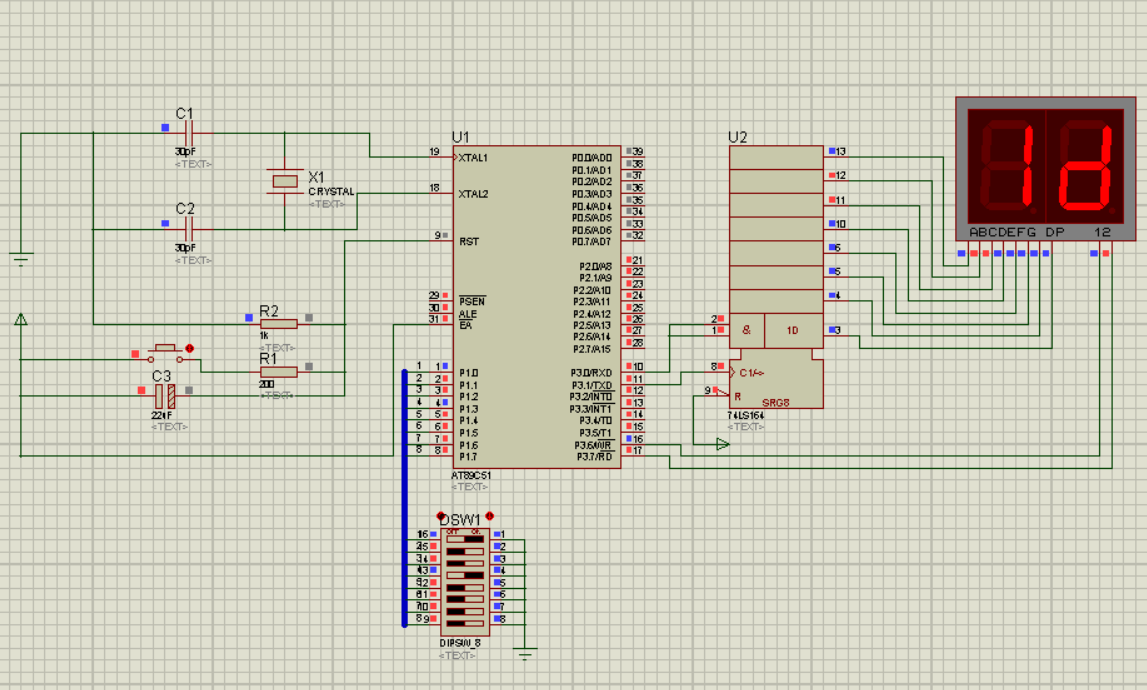 C1
30pF
<TEXT>
X1
CRYSTAL
<TEXT>
C2
30pF
<TEXT>
R2
1k
<TEXT>
R1
200
<TEXT>
C3
<TEXT>
U1
19 XTAL1
18 XTAL2
9 RST
29 PSEN
30 ALE
31 EA
1 P1.0
2 P1.1
3 P1.2
4 P1.3
5 P1.4
6 P1.5
7 P1.6
8 P1.7
P0.0/AD0 39
P0.1/AD1 38
P0.2/AD2 37
P0.3/AD3 36
P0.4/AD4 35
P0.5/AD5 34
P0.6/AD6 33
P0.7/AD7 32
P2.0/A8 21
P2.1/A9 22
P2.2/A10 23
P2.3/A11 24
P2.4/A12 25
P2.5/A13 26
P2.6/A14 27
P2.7/A15 28
P3.0/RXD 10
P3.1/TXD 11
P3.2/INT0 12
P3.3/INT1 13
P3.4/T0 14
P3.5/T1 15
P3.6/WR 16
P3.7/RD 17
AT89C51
<TEXT>
U2
13
12
11
10
6
5
4
3
2
1
& 1D
8 C1/->
9 R
SRG8
74LS164
<TEXT>
1d
ABCDEFG DP 12
DSW1
OFF ON
16 1
2 2
3 3
4 4
5 5
6 6
7 7
8 8
DIPSW_8
<TEXT>